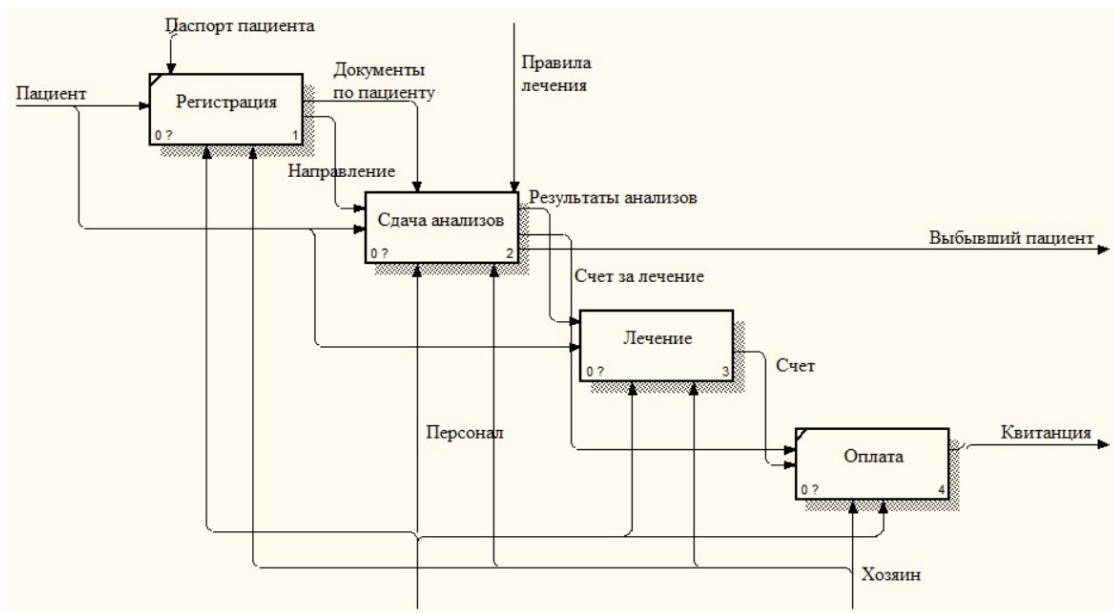 Паспорт пациента
Пациент
Регистрация
0 ?
1
Документы
по пациенту
Правила
лечения
Направление
Сдача анализов
0 ?
2
Результаты анализов
Выбывший пациент
Счет за лечение
Лечение
0 ?
3
Счет
Персонал
Оплата
0 ?
4
Квитанция
Хозяин